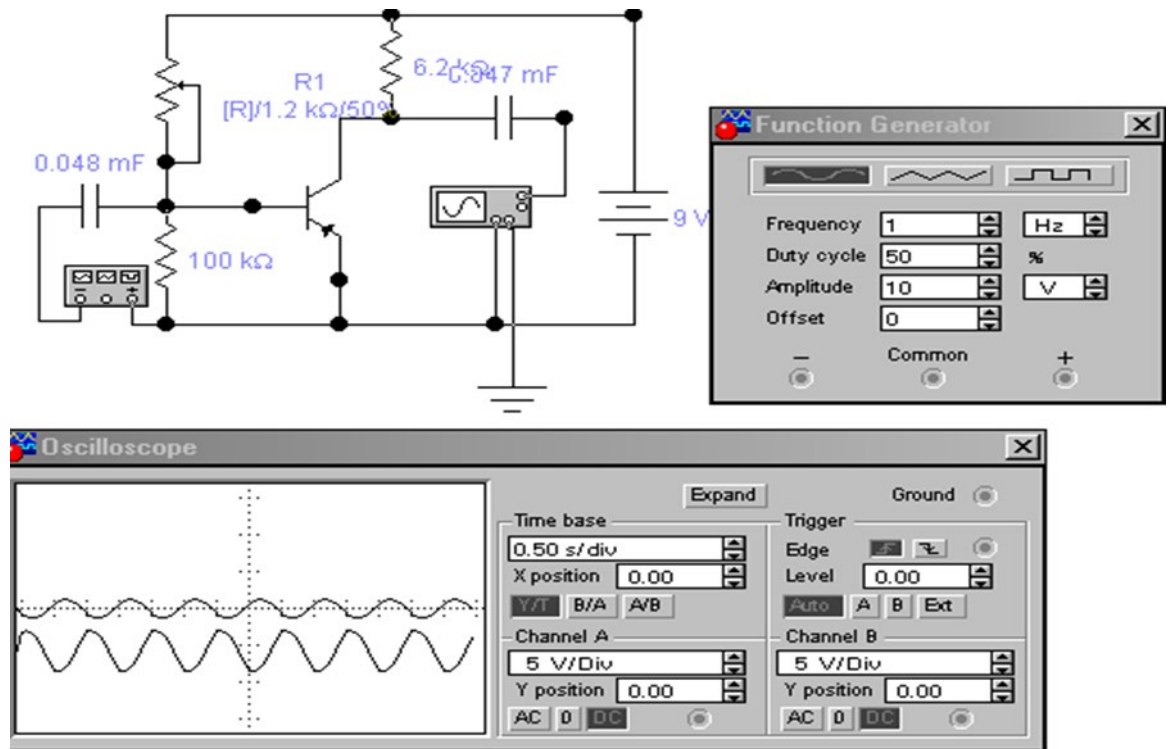 6.2 kΩ
0.047 mF
R1
[R]/1.2 kΩ/50%
0.048 mF
100 kΩ
9 V
Function Generator
Frequency 1 Hz
Duty cycle 50 %
Amplitude 10 V
Offset 0
− Common +
Oscilloscope
Expand Ground
Time base
0.50 s/div
X position 0.00
Y/T B/A A/B
Trigger
Edge
Level 0.00
Auto A B Ext
Channel A
5 V/Div
Y position 0.00
AC 0 DC
Channel B
5 V/Div
Y position 0.00
AC 0 DC